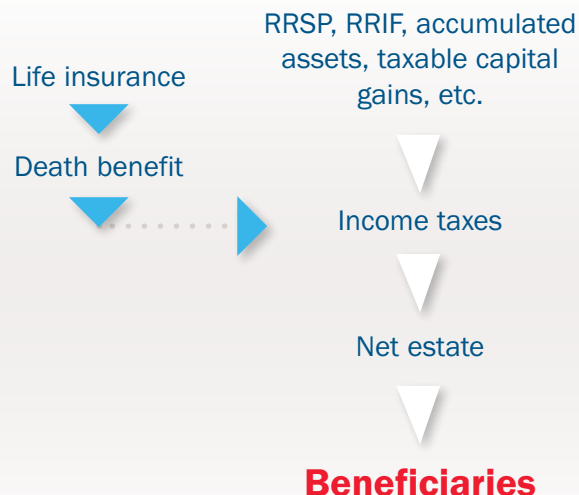 RRSP, RRIF, accumulated
assets, taxable capital
gains, etc.
Life insurance
Death benefit
Income taxes
Net estate
Beneficiaries